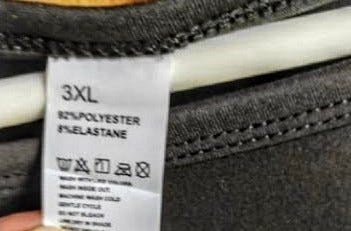 3XL
92%POLYESTER
8%ELASTANE
WASH INSIDE OUT
MACHINE WASH COLD
GENTLE CYCLE
DO NOT BLEACH